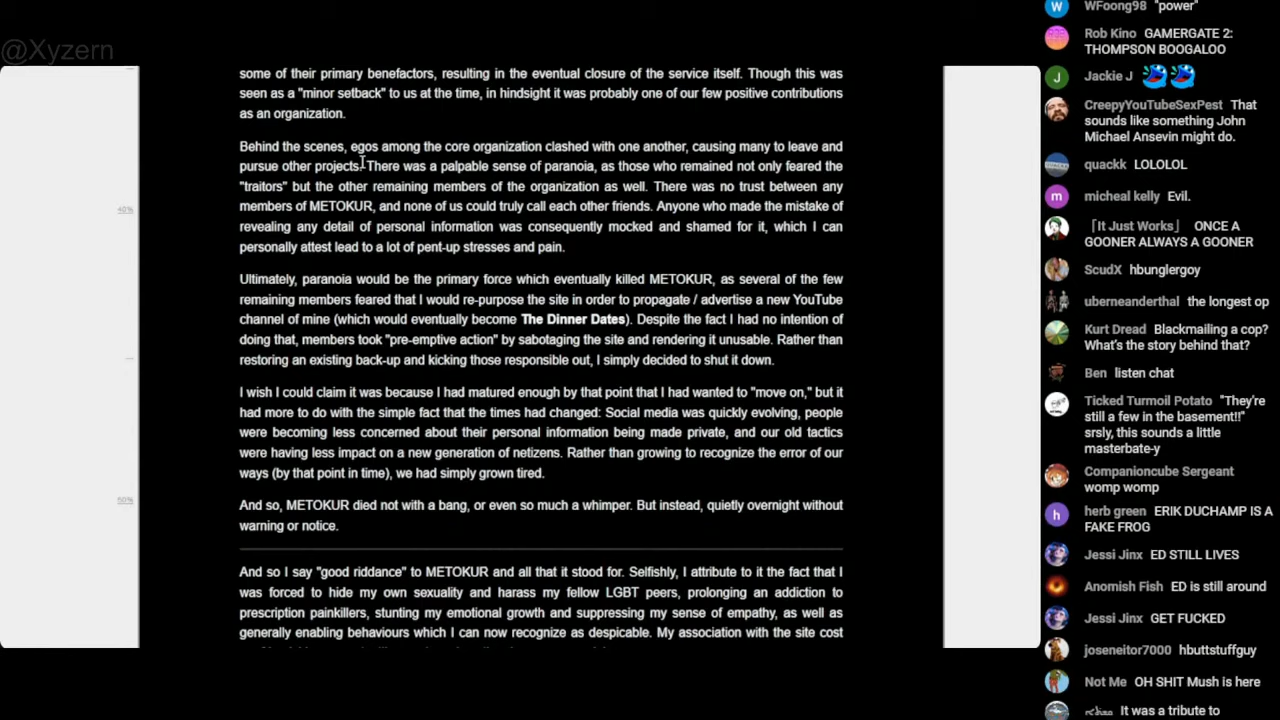 @Xyzern
some of their primary benefactors, resulting in the eventual closure of the service itself. Though this was
seen as a "minor setback" to us at the time, in hindsight it was probably one of our few positive contributions
as an organization.
Behind the scenes, egos among the core organization clashed with one another, causing many to leave and
pursue other projects. There was a palpable sense of paranoia, as those who remained not only feared the
"traitors" but the other remaining members of the organization as well. There was no trust between any
members of METOKUR, and none of us could truly call each other friends. Anyone who made the mistake of
revealing any detail of personal information was consequently mocked and shamed for it, which I can
personally attest lead to a lot of pent-up stresses and pain.
40%
Ultimately, paranoia would be the primary force which eventually killed METOKUR, as several of the few
remaining members feared that I would re-purpose the site in order to propagate / advertise a new YouTube
channel of mine (which would eventually become The Dinner Dates). Despite the fact I had no intention of
doing that, members took "pre-emptive action" by sabotaging the site and rendering it unusable. Rather than
restoring an existing back-up and kicking those responsible out, I simply decided to shut it down.
I wish I could claim it was because I had matured enough by that point that I had wanted to "move on," but it
had more to do with the simple fact that the times had changed: Social media was quickly evolving, people
were becoming less concerned about their personal information being made private, and our old tactics
were having less impact on a new generation of netizens. Rather than growing to recognize the error of our
ways (by that point in time), we had simply grown tired.
50%
And so, METOKUR died not with a bang, or even so much a whimper. But instead, quietly overnight without
warning or notice.
And so I say "good riddance" to METOKUR and all that it stood for. Selfishly, I attribute to it the fact that I
was forced to hide my own sexuality and harass my fellow LGBT peers, prolonging an addiction to
prescription painkillers, stunting my emotional growth and suppressing my sense of empathy, as well as
generally enabling behaviours which I can now recognize as despicable. My association with the site cost
W WFoong98 "power"
Rob Kino GAMERGATE 2:
THOMPSON BOOGALOO
J Jackie J
CreepyYouTubeSexPest That
sounds like something John
Michael Ansevin might do.
quackk LOLOLOL
m micheal kelly Evil.
「It Just Works」 ONCE A
GOONER ALWAYS A GOONER
ScudX hbunglergoy
uberneanderthal the longest op
Kurt Dread Blackmailing a cop?
What's the story behind that?
Ben listen chat
Ticked Turmoil Potato "They're
still a few in the basement!!"
srsly, this sounds a little
masterbate-y
Companioncube Sergeant
womp womp
h herb green ERIK DUCHAMP IS A
FAKE FROG
Jessi Jinx ED STILL LIVES
Anomish Fish ED is still around
Jessi Jinx GET FUCKED
joseneitor7000 hbuttstuffguy
Not Me OH SHIT Mush is here
It was a tribute to